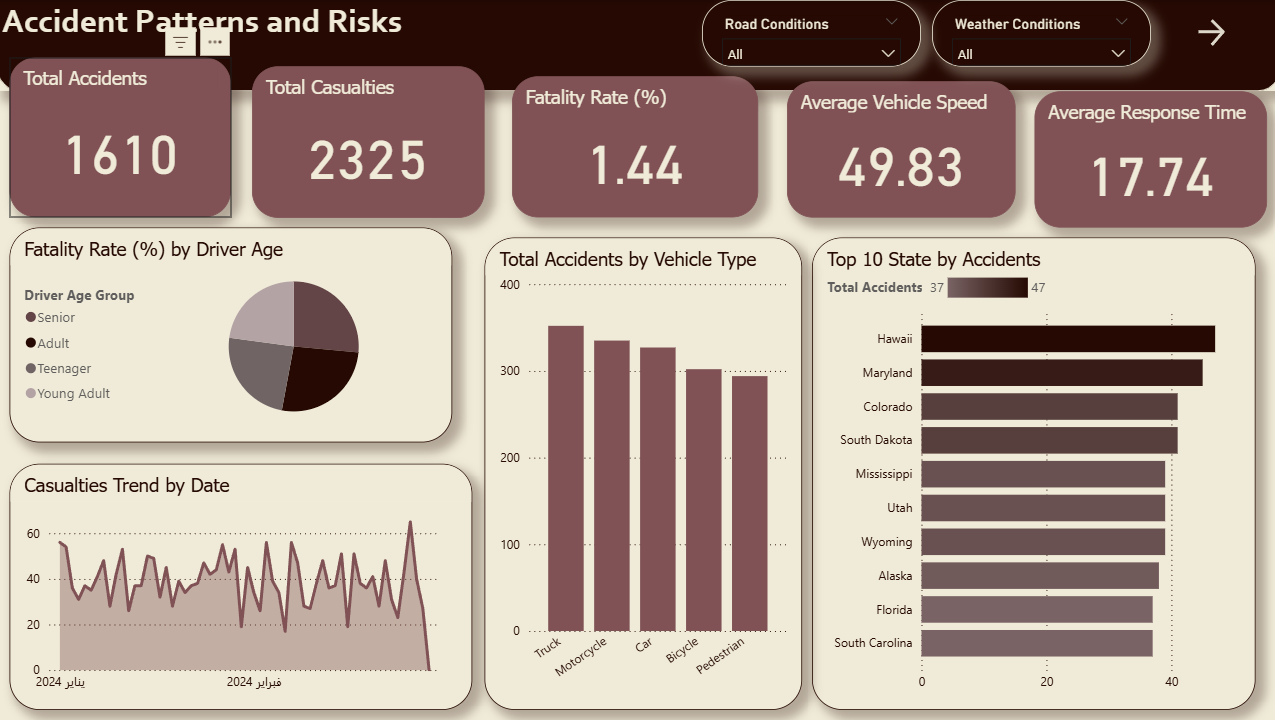 Accident Patterns and Risks
Road Conditions
All
Weather Conditions
All
Total Accidents
1610
Total Casualties
2325
Fatality Rate (%)
1.44
Average Vehicle Speed
49.83
Average Response Time
17.74
Fatality Rate (%) by Driver Age
Driver Age Group
Senior
Adult
Teenager
Young Adult
Casualties Trend by Date
60
40
20
0
يناير 2024
فبراير 2024
Total Accidents by Vehicle Type
400
300
200
100
0
Truck
Motorcycle
Car
Bicycle
Pedestrian
Top 10 State by Accidents
Total Accidents 37 47
Hawaii
Maryland
Colorado
South Dakota
Mississippi
Utah
Wyoming
Alaska
Florida
South Carolina
0 20 40